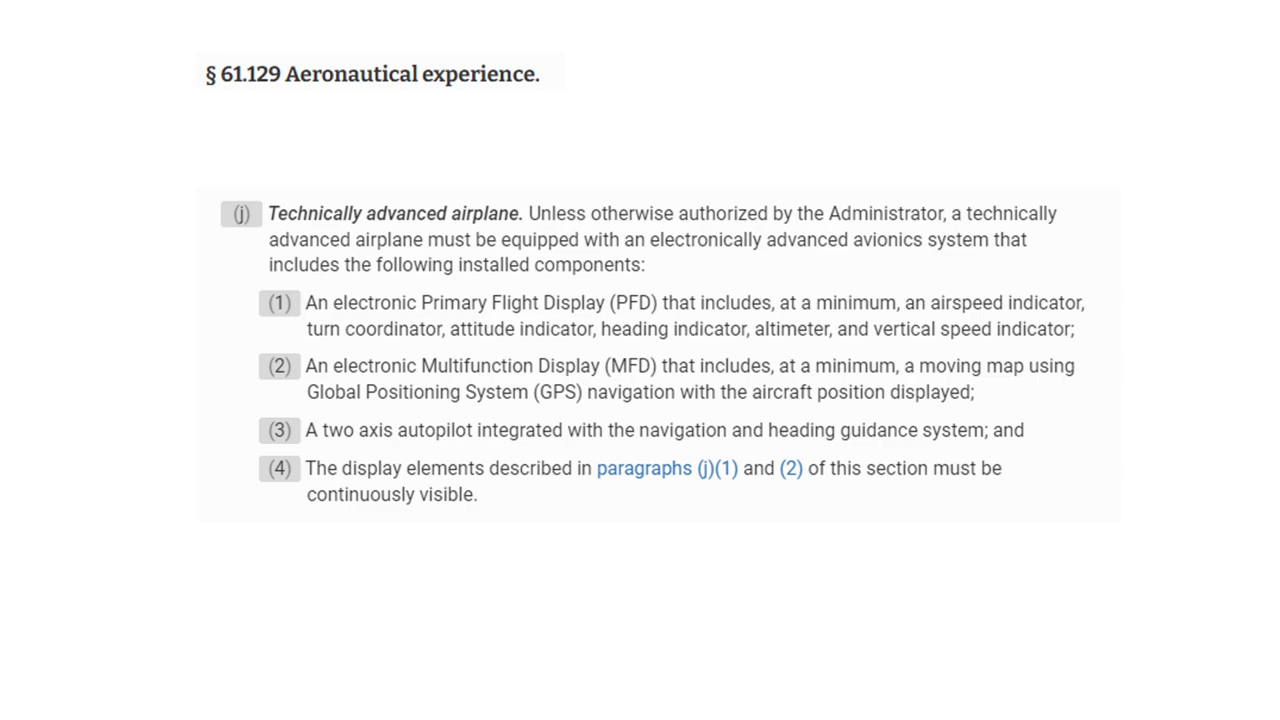 § 61.129 Aeronautical experience.
(j) Technically advanced airplane. Unless otherwise authorized by the Administrator, a technically
advanced airplane must be equipped with an electronically advanced avionics system that
includes the following installed components:
(1) An electronic Primary Flight Display (PFD) that includes, at a minimum, an airspeed indicator,
turn coordinator, attitude indicator, heading indicator, altimeter, and vertical speed indicator;
(2) An electronic Multifunction Display (MFD) that includes, at a minimum, a moving map using
Global Positioning System (GPS) navigation with the aircraft position displayed;
(3) A two axis autopilot integrated with the navigation and heading guidance system; and
(4) The display elements described in paragraphs (j)(1) and (2) of this section must be
continuously visible.